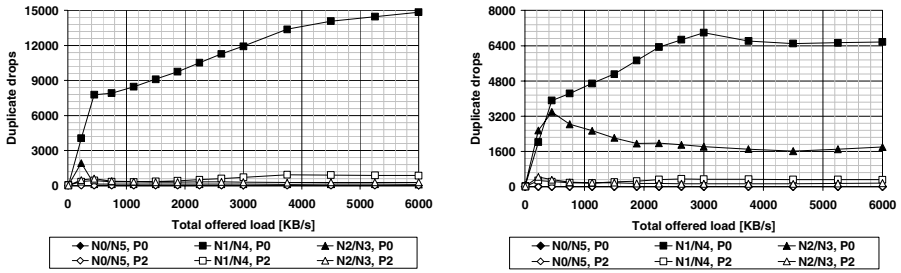 15000
12000
9000
6000
3000
0
Duplicate drops
0 1000 2000 3000 4000 5000 6000
Total offered load [KB/s]
N0/N5, P0 N1/N4, P0 N2/N3, P0
N0/N5, P2 N1/N4, P2 N2/N3, P2
8000
6400
4800
3200
1600
0
Duplicate drops
0 1000 2000 3000 4000 5000 6000
Total offered load [KB/s]
N0/N5, P0 N1/N4, P0 N2/N3, P0
N0/N5, P2 N1/N4, P2 N2/N3, P2